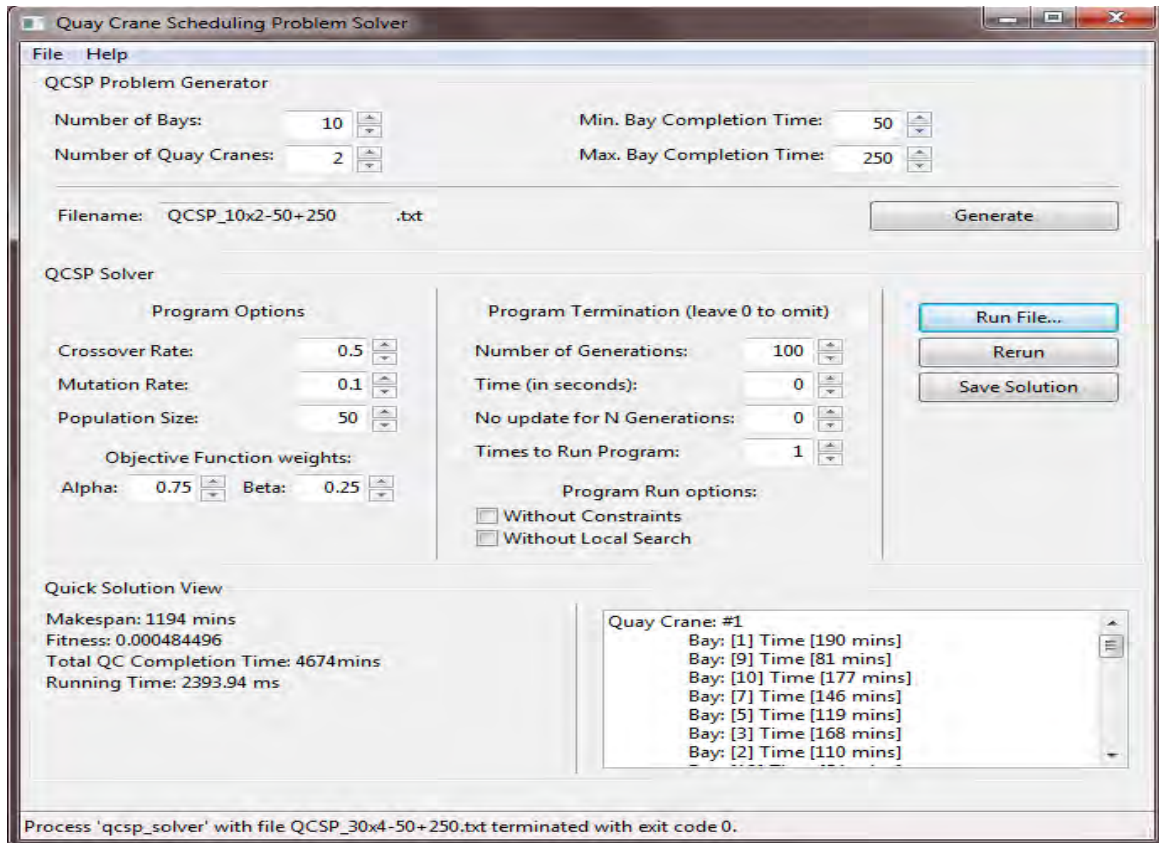 Quay Crane Scheduling Problem Solver
File Help
QCSP Problem Generator
Number of Bays: 10 Min. Bay Completion Time: 50
Number of Quay Cranes: 2 Max. Bay Completion Time: 250
Filename: QCSP_10x2-50+250 .txt Generate
QCSP Solver
Program Options Program Termination (leave 0 to omit) Run File...
Crossover Rate: 0.5 Number of Generations: 100 Rerun
Mutation Rate: 0.1 Time (in seconds): 0 Save Solution
Population Size: 50 No update for N Generations: 0
Objective Function weights: Times to Run Program: 1
Alpha: 0.75 Beta: 0.25 Program Run options:
Without Constraints
Without Local Search
Quick Solution View
Makespan: 1194 mins
Fitness: 0.000484496
Total QC Completion Time: 4674mins
Running Time: 2393.94 ms
Quay Crane: #1
Bay: [1] Time [190 mins]
Bay: [9] Time [81 mins]
Bay: [10] Time [177 mins]
Bay: [7] Time [146 mins]
Bay: [5] Time [119 mins]
Bay: [3] Time [168 mins]
Bay: [2] Time [110 mins]
Process 'qcsp_solver' with file QCSP_30x4-50+250.txt terminated with exit code 0.